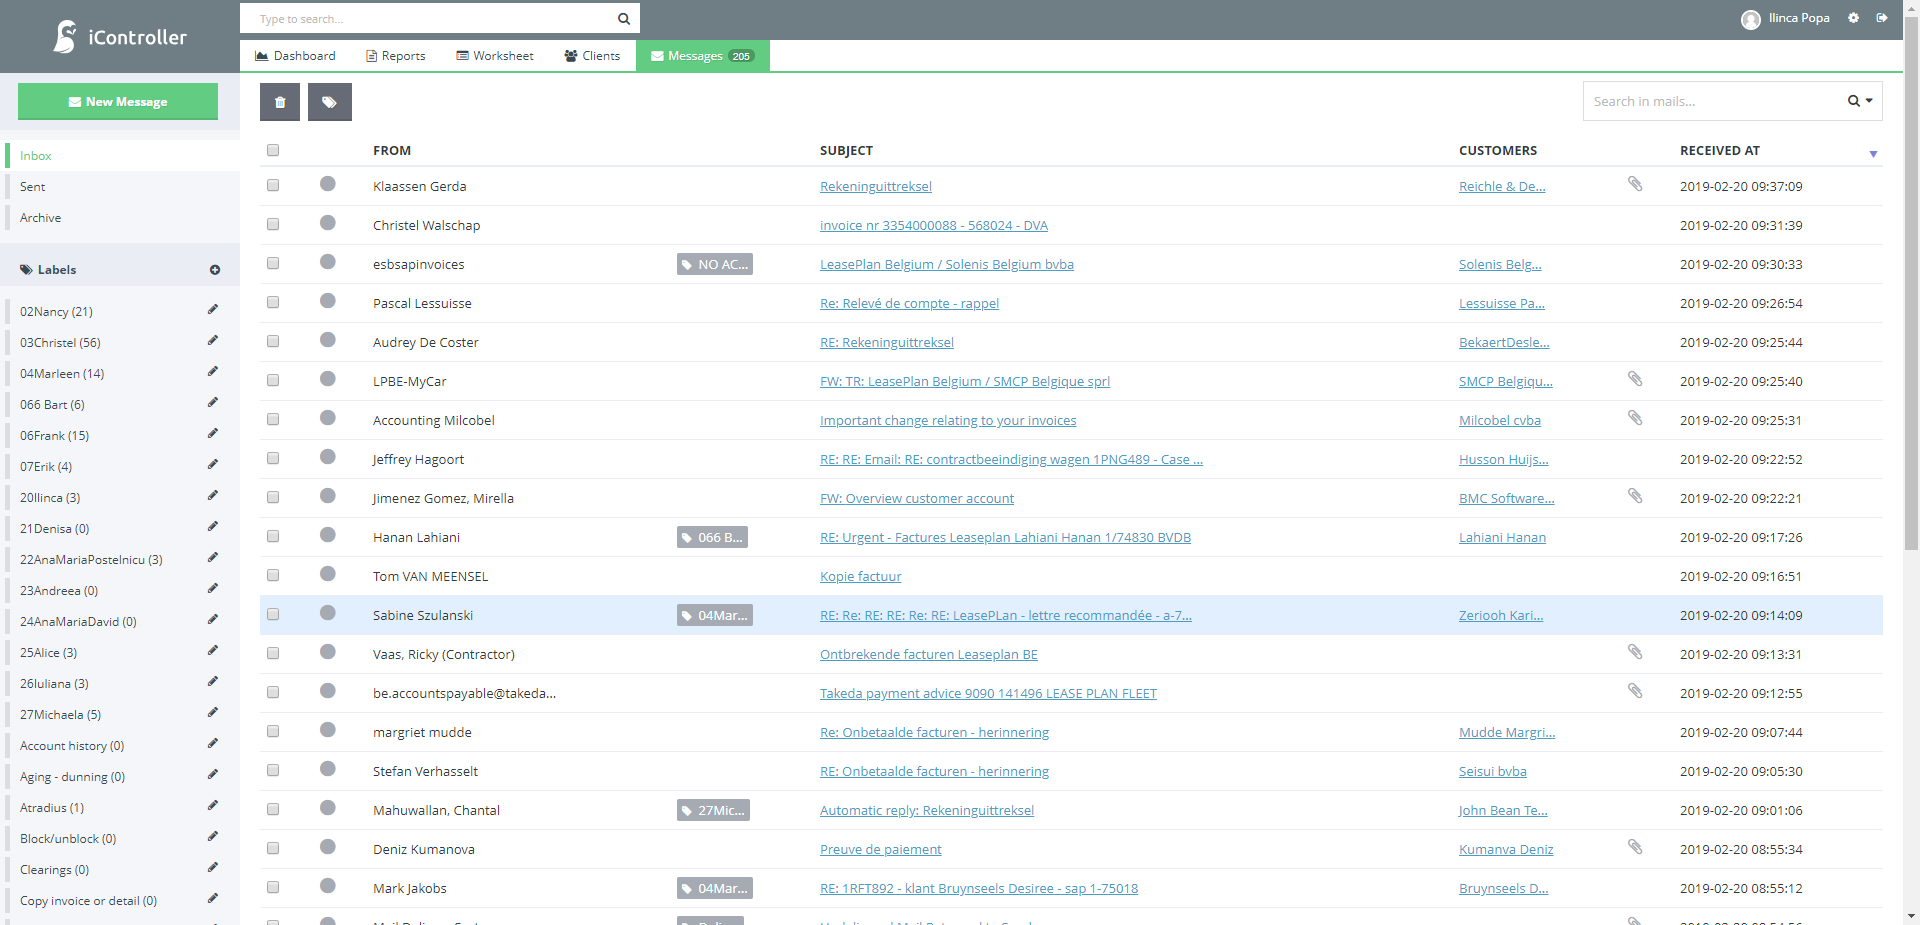 iController
Type to search...
Ilinca Popa
Dashboard Reports Worksheet Clients Messages 205
New Message
Search in mails...
Inbox
Sent
Archive
Labels
02Nancy (21)
03Christel (56)
04Marleen (14)
066 Bart (6)
06Frank (15)
07Erik (4)
20Ilinca (3)
21Denisa (0)
22AnaMariaPostelnicu (3)
23Andreea (0)
24AnaMariaDavid (0)
25Alice (3)
26Iuliana (3)
27Michaela (5)
Account history (0)
Aging - dunning (0)
Atradius (1)
Block/unblock (0)
Clearings (0)
Copy invoice or detail (0)
FROM SUBJECT CUSTOMERS RECEIVED AT
Klaassen Gerda Rekeninguittreksel Reichle & De... 2019-02-20 09:37:09
Christel Walschap invoice nr 3354000088 - 568024 - DVA 2019-02-20 09:31:39
esbsapinvoices NO AC... LeasePlan Belgium / Solenis Belgium bvba Solenis Belg... 2019-02-20 09:30:33
Pascal Lessuisse Re: Relevé de compte - rappel Lessuisse Pa... 2019-02-20 09:26:54
Audrey De Coster RE: Rekeninguittreksel BekaertDesle... 2019-02-20 09:25:44
LPBE-MyCar FW: TR: LeasePlan Belgium / SMCP Belgique sprl SMCP Belgiqu... 2019-02-20 09:25:40
Accounting Milcobel Important change relating to your invoices Milcobel cvba 2019-02-20 09:25:31
Jeffrey Hagoort RE: RE: Email: RE: contractbeeindiging wagen 1PNG489 - Case ... Husson Huijs... 2019-02-20 09:22:52
Jimenez Gomez, Mirella FW: Overview customer account BMC Software... 2019-02-20 09:22:21
Hanan Lahiani 066 B... RE: Urgent - Factures Leaseplan Lahiani Hanan 1/74830 BVDB Lahiani Hanan 2019-02-20 09:17:26
Tom VAN MEENSEL Kopie factuur 2019-02-20 09:16:51
Sabine Szulanski 04Mar... RE: Re: RE: RE: Re: RE: LeasePLan - lettre recommandée - a-7... Zeriooh Kari... 2019-02-20 09:14:09
Vaas, Ricky (Contractor) Ontbrekende facturen Leaseplan BE 2019-02-20 09:13:31
be.accountspayable@takeda... Takeda payment advice 9090 141496 LEASE PLAN FLEET 2019-02-20 09:12:55
margriet mudde Re: Onbetaalde facturen - herinnering Mudde Margri... 2019-02-20 09:07:44
Stefan Verhasselt RE: Onbetaalde facturen - herinnering Seisui bvba 2019-02-20 09:05:30
Mahuwallan, Chantal 27Mic... Automatic reply: Rekeninguittreksel John Bean Te... 2019-02-20 09:01:06
Deniz Kumanova Preuve de paiement Kumanva Deniz 2019-02-20 08:55:34
Mark Jakobs 04Mar... RE: 1RFT892 - klant Bruynseels Desiree - sap 1-75018 Bruynseels D... 2019-02-20 08:55:12